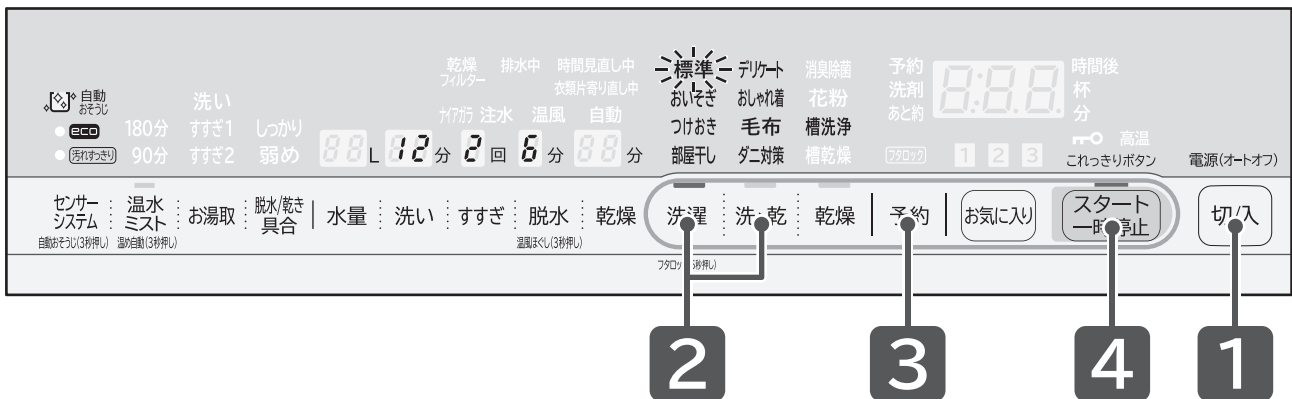 自動
おそうじ
eco
汚れすっきり
180分
90分
洗い
すすぎ1
すすぎ2
しっかり
弱め
乾燥
フィルター
排水中
時間見直し中
衣類片寄り直し中
ナイアガラ 注水 温風 自動
88 L 12 分 2 回 6 分 88 分
標準 デリケート 消臭除菌
おいそぎ おしゃれ着 花粉
つけおき 毛布 槽洗浄
部屋干し ダニ対策 槽乾燥
予約
洗剤
あと約
8:88
時間後
杯
分
高温
フタロック 1 2 3
これっきりボタン
電源(オートオフ)
センサー
システム
自動おそうじ(3秒押し)
温水
ミスト
温め自動(3秒押し)
お湯取
脱水/乾き
具合
水量
洗い
すすぎ
脱水
温風ほぐし(3秒押し)
乾燥
洗濯
洗・乾
乾燥
予約
お気に入り
スタート
一時停止
切/入
2
3
4
1